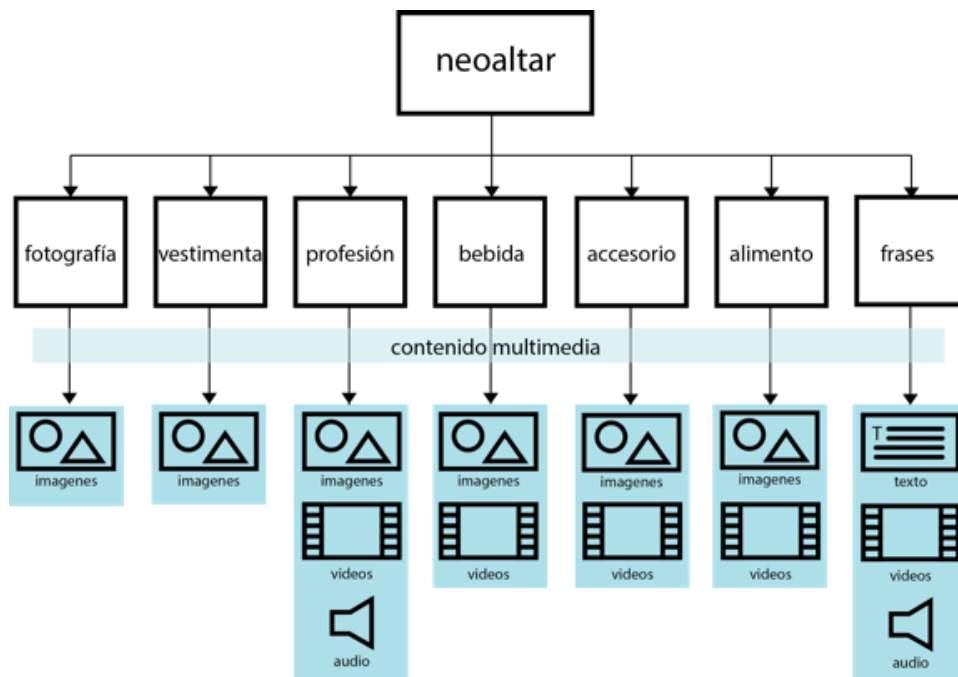 neoaltar
fotografía
vestimenta
profesión
bebida
accesorio
alimento
frases
contenido multimedia
imagenes
imagenes
imagenes
imagenes
imagenes
imagenes
T
texto
videos
videos
videos
videos
videos
audio
audio